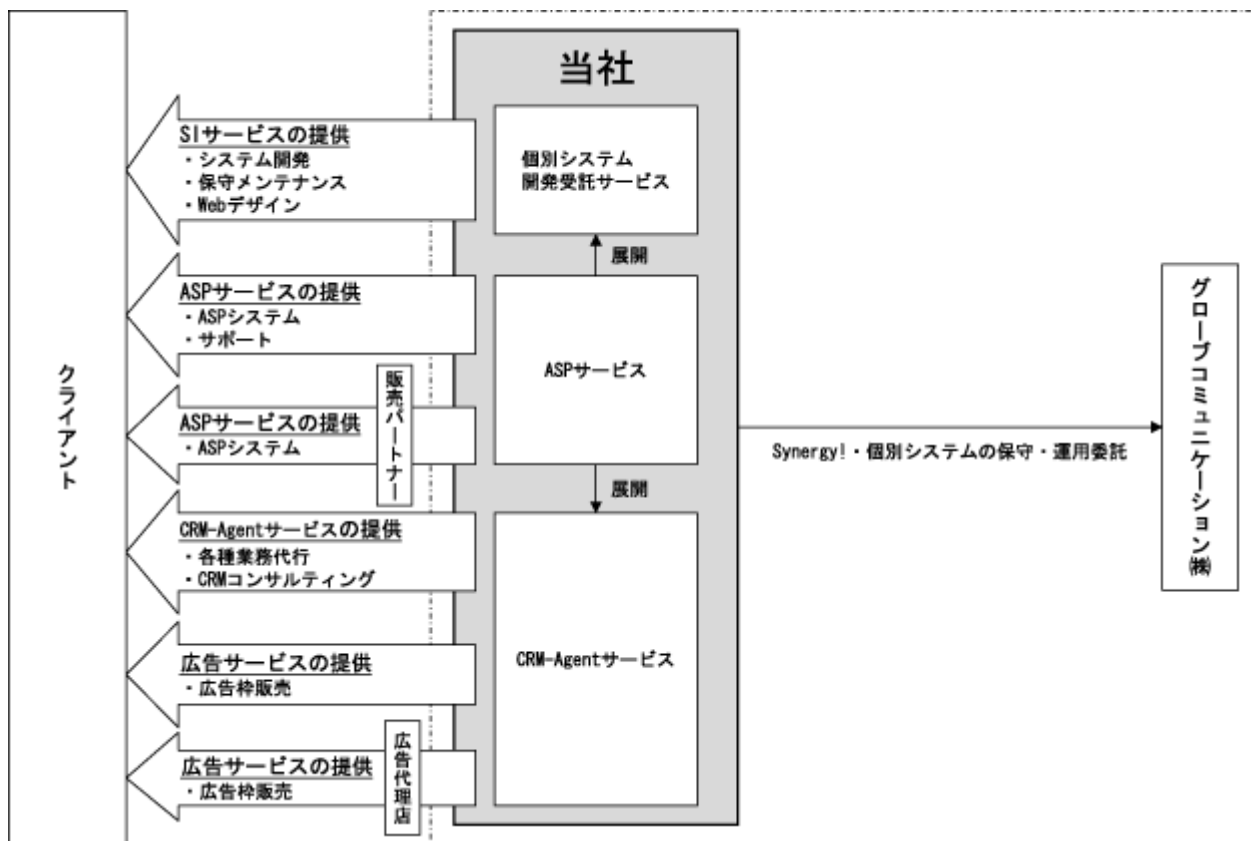 当社
SIサービスの提供
・システム開発
・保守メンテナンス
・Webデザイン
個別システム
開発受託サービス
展開
ASPサービスの提供
・ASPシステム
・サポート
ASPサービス
販売パートナー
ASPサービスの提供
・ASPシステム
クライアント
Synergy!・個別システムの保守・運用委託
グローブコミュニケーション㈱
展開
CRM-Agentサービスの提供
・各種業務代行
・CRMコンサルティング
CRM-Agentサービス
広告サービスの提供
・広告枠販売
広告代理店
広告サービスの提供
・広告枠販売